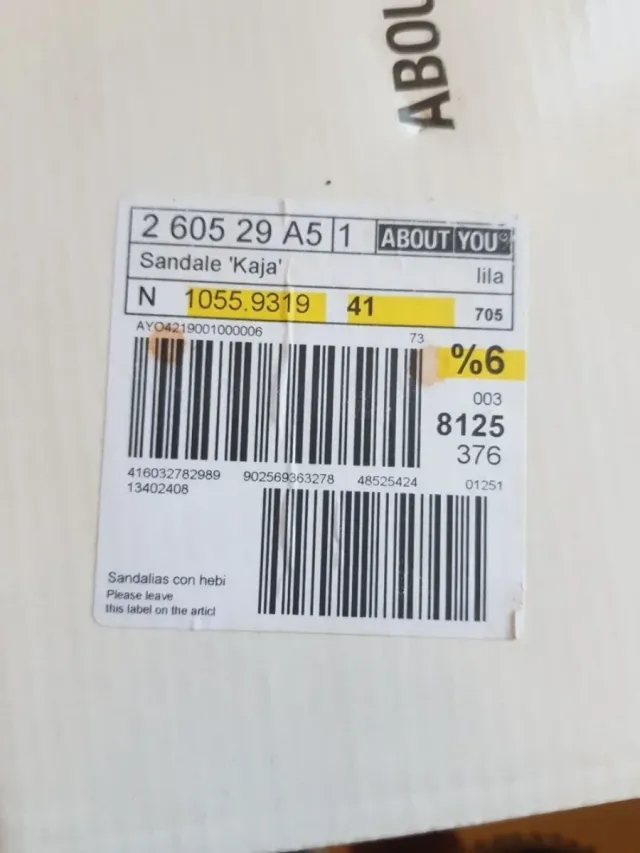 ABOU
2 605 29 A5 1 ABOUT YOU
Sandale 'Kaja'
lila
N 1055.9319 41 705
AYO4219001000006 73
%6
003
8125
376
416032782989 902569363278 48525424 01251
13402408
Sandalias con hebi
Please leave
this label on the articl